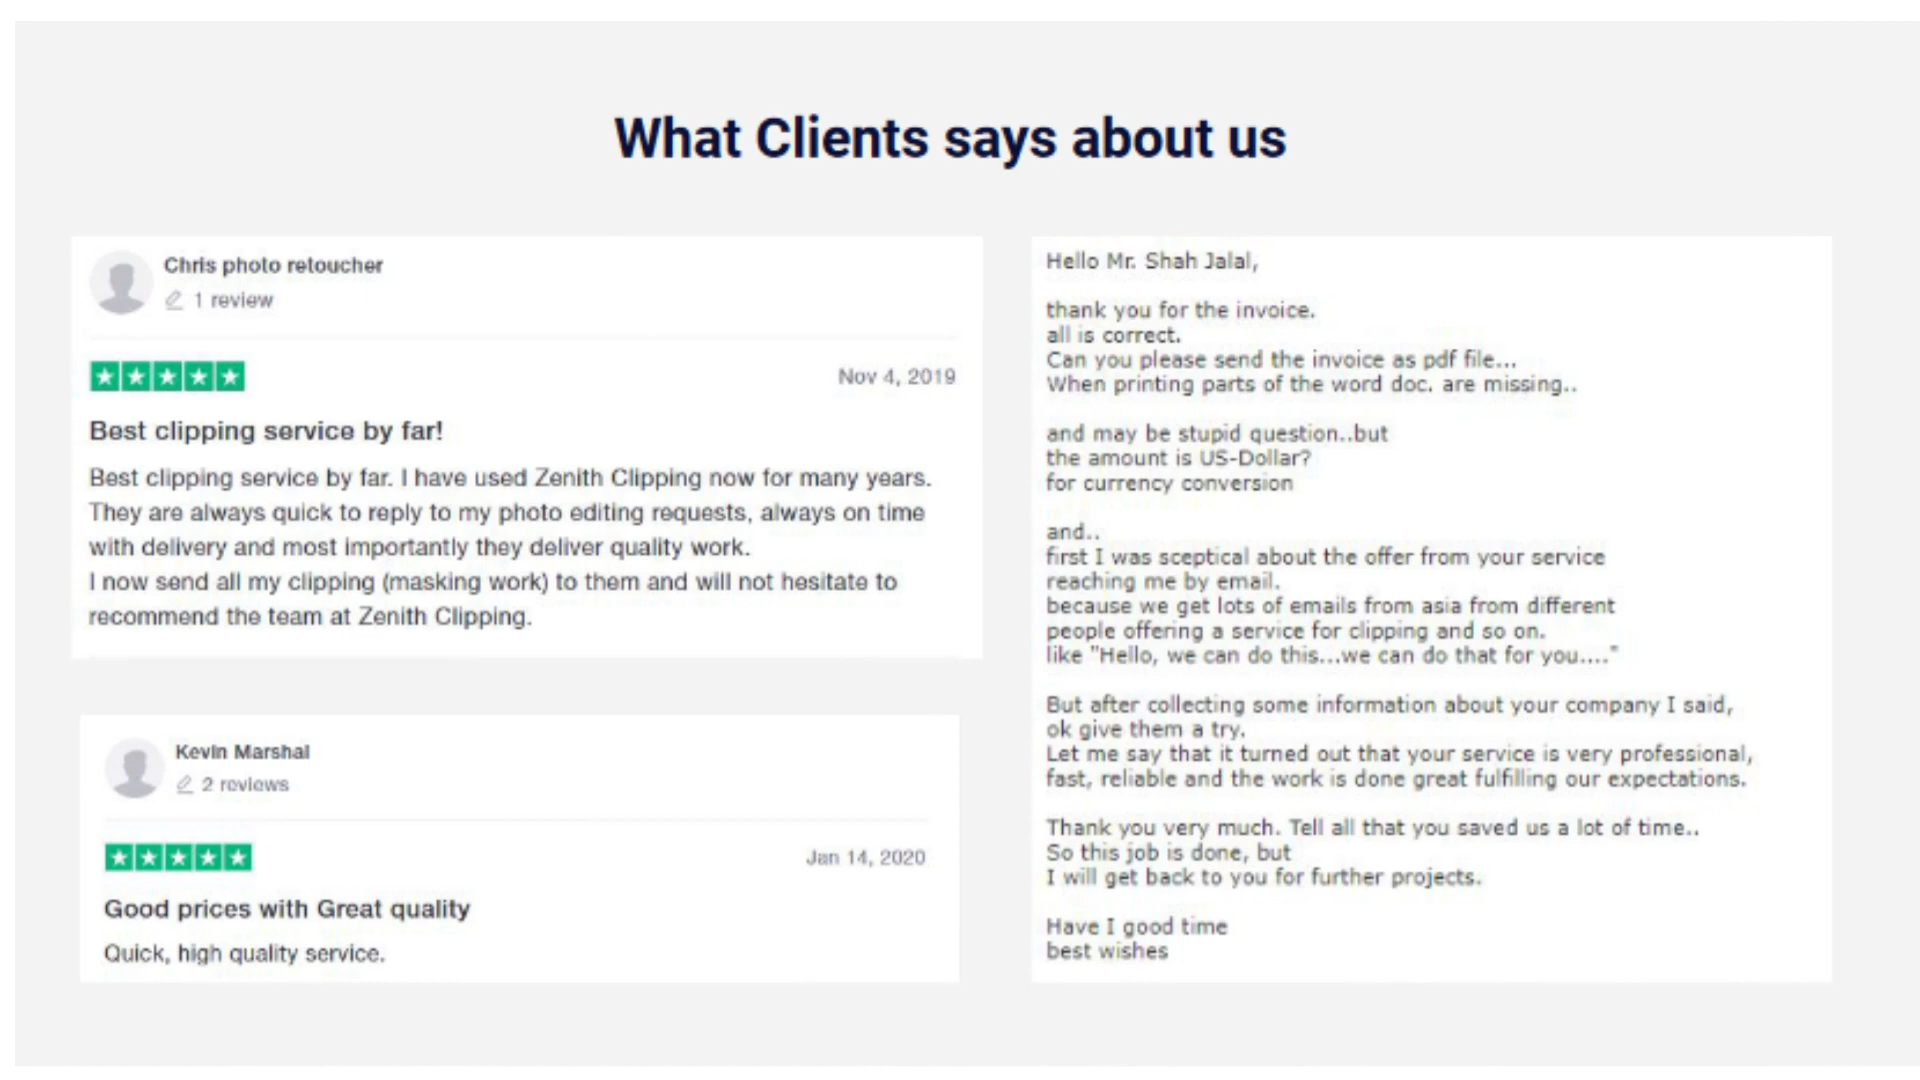 What Clients says about us
Chris photo retoucher
1 review
Nov 4, 2019
Best clipping service by far!
Best clipping service by far. I have used Zenith Clipping now for many years.
They are always quick to reply to my photo editing requests, always on time
with delivery and most importantly they deliver quality work.
I now send all my clipping (masking work) to them and will not hesitate to
recommend the team at Zenith Clipping.
Kevin Marshal
2 reviews
Jan 14, 2020
Good prices with Great quality
Quick, high quality service.
Hello Mr. Shah Jalal,
thank you for the invoice.
all is correct.
Can you please send the invoice as pdf file...
When printing parts of the word doc. are missing..
and may be stupid question..but
the amount is US-Dollar?
for currency conversion
and..
first I was sceptical about the offer from your service
reaching me by email.
because we get lots of emails from asia from different
people offering a service for clipping and so on.
like "Hello, we can do this...we can do that for you...."
But after collecting some information about your company I said,
ok give them a try.
Let me say that it turned out that your service is very professional,
fast, reliable and the work is done great fulfilling our expectations.
Thank you very much. Tell all that you saved us a lot of time..
So this job is done, but
I will get back to you for further projects.
Have I good time
best wishes